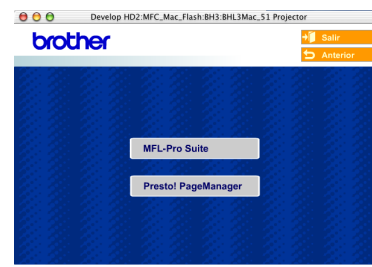 Develop HD2:MFC_Mac_Flash:BH3:BHL3Mac_51 Projector
brother
Salir
Anterior
MFL-Pro Suite
Presto! PageManager